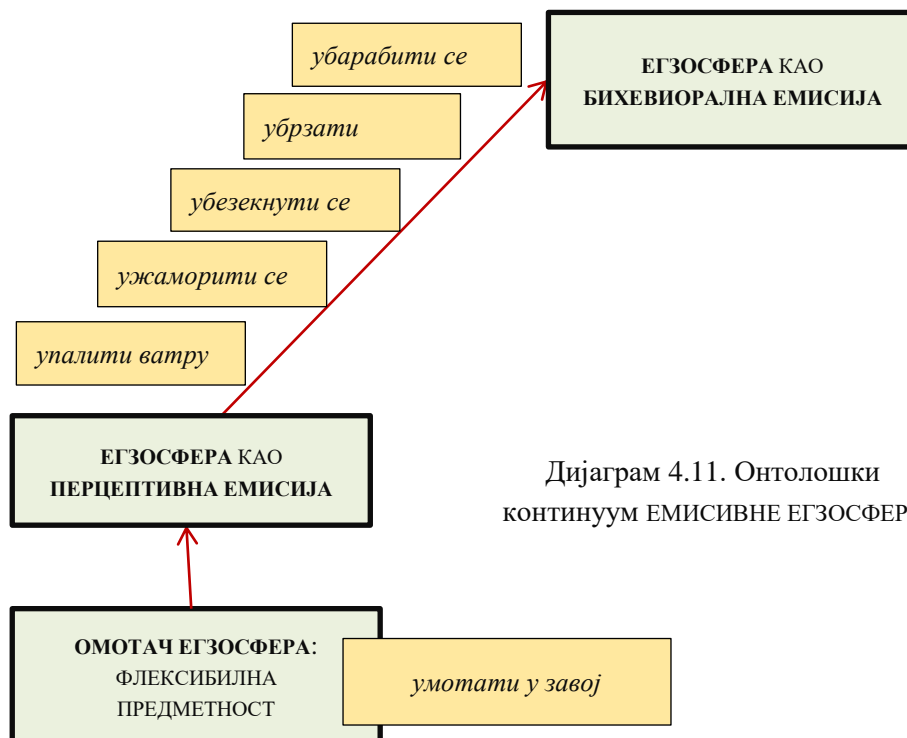 убарабити се
ЕГЗОСФЕРА КАО
БИХЕВИОРАЛНА ЕМИСИЈА
убрзати
убезекнути се
ужаморити се
упалити ватру
ЕГЗОСФЕРА КАО
ПЕРЦЕПТИВНА ЕМИСИЈА
Дијаграм 4.11. Онтолошки
континуум ЕМИСИВНЕ ЕГЗОСФЕР
ОМОТАЧ ЕГЗОСФЕРА:
ФЛЕКСИБИЛНА
ПРЕДМЕТНОСТ
умотати у завој